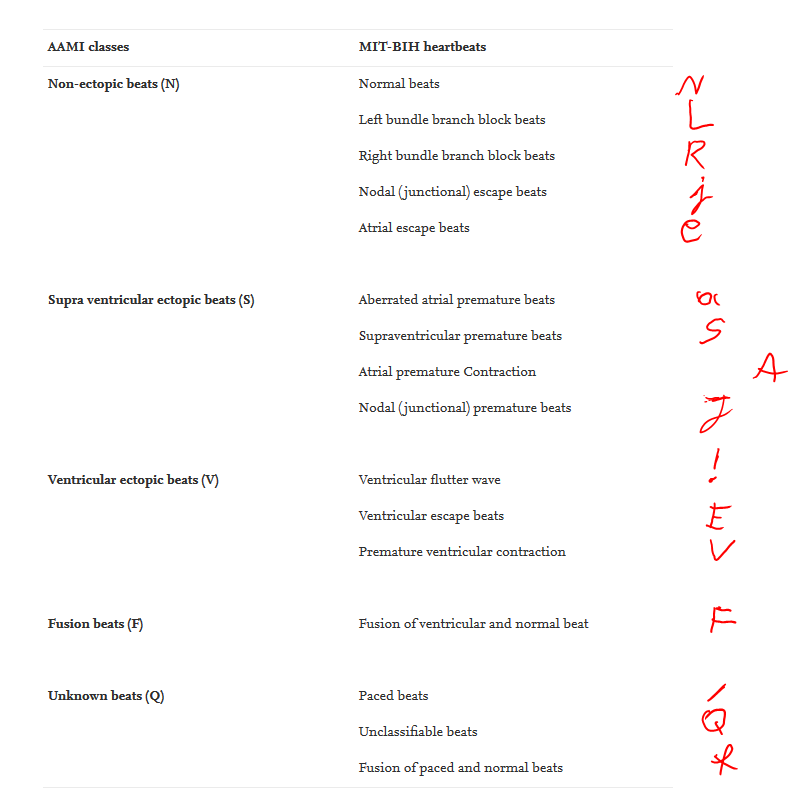 AAMI classes MIT-BIH heartbeats
Non-ectopic beats (N) Normal beats N
Left bundle branch block beats L
Right bundle branch block beats R
Nodal (junctional) escape beats j
Atrial escape beats e
Supra ventricular ectopic beats (S) Aberrated atrial premature beats a
Supraventricular premature beats S
Atrial premature Contraction A
Nodal (junctional) premature beats J
Ventricular ectopic beats (V) Ventricular flutter wave !
Ventricular escape beats E
Premature ventricular contraction V
Fusion beats (F) Fusion of ventricular and normal beat F
Unknown beats (Q) Paced beats /
Unclassifiable beats Q
Fusion of paced and normal beats f